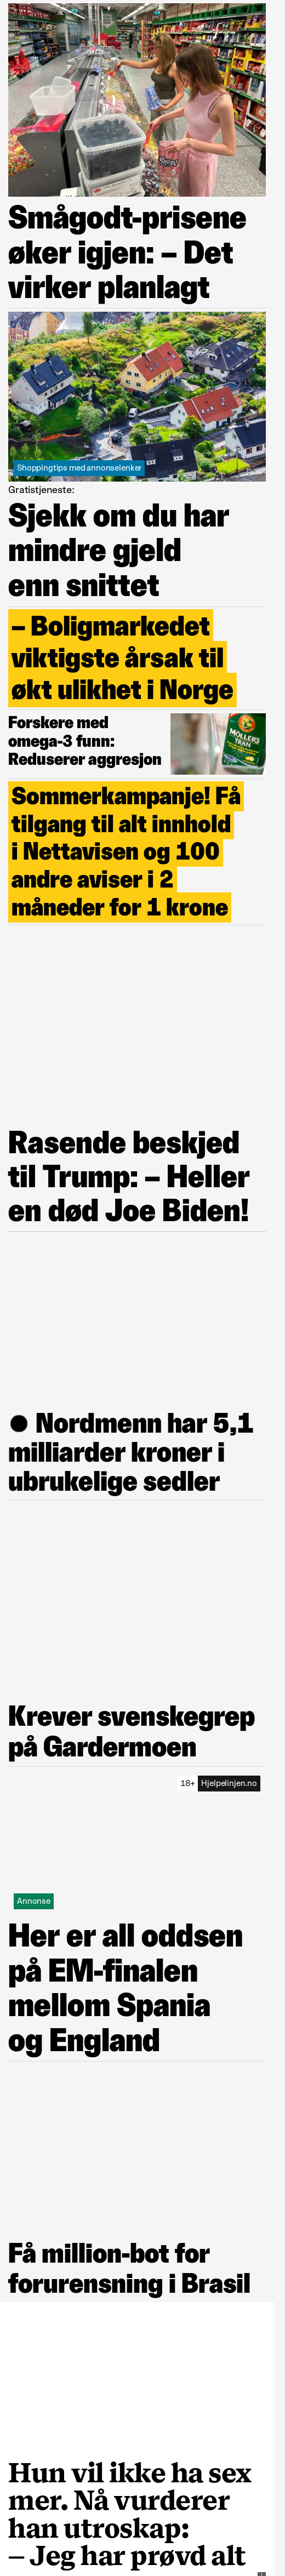 Smågodt-prisene
øker igjen: – Det
virker planlagt
Shoppingtips med annonselenker
Gratistjeneste:
Sjekk om du har
mindre gjeld
enn snittet
– Boligmarkedet
viktigste årsak til
økt ulikhet i Norge
Forskere med
omega-3 funn:
Reduserer aggresjon
MÖLLER'S
TRAN
Sommerkampanje! Få
tilgang til alt innhold
i Nettavisen og 100
andre aviser i 2
måneder for 1 krone
Rasende beskjed
til Trump: – Heller
en død Joe Biden!
● Nordmenn har 5,1
milliarder kroner i
ubrukelige sedler
Krever svenskegrep
på Gardermoen
18+ Hjelpelinjen.no
Annonse
Her er all oddsen
på EM-finalen
mellom Spania
og England
Få million-bot for
forurensning i Brasil
Hun vil ikke ha sex
mer. Nå vurderer
han utroskap:
– Jeg har prøvd alt